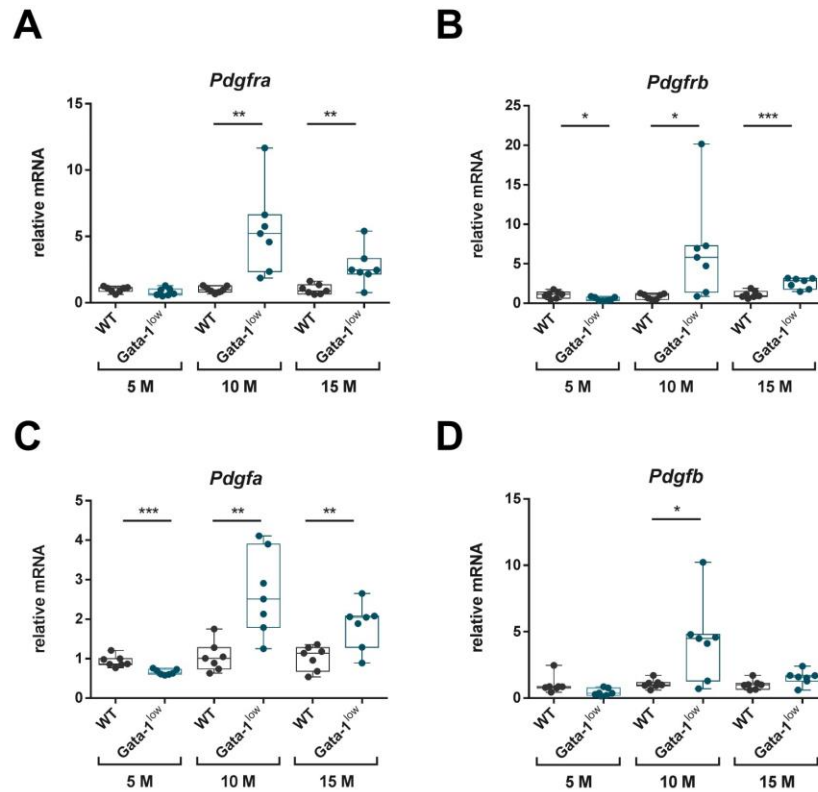 A
Pdgfra
** **
relative mRNA
15
10
5
0
WT Gata-1low WT Gata-1low WT Gata-1low
5 M 10 M 15 M
B
Pdgfrb
* * ***
relative mRNA
25
20
15
10
5
0
WT Gata-1low WT Gata-1low WT Gata-1low
5 M 10 M 15 M
C
Pdgfa
*** ** **
relative mRNA
5
4
3
2
1
0
WT Gata-1low WT Gata-1low WT Gata-1low
5 M 10 M 15 M
D
Pdgfb
*
relative mRNA
15
10
5
0
WT Gata-1low WT Gata-1low WT Gata-1low
5 M 10 M 15 M